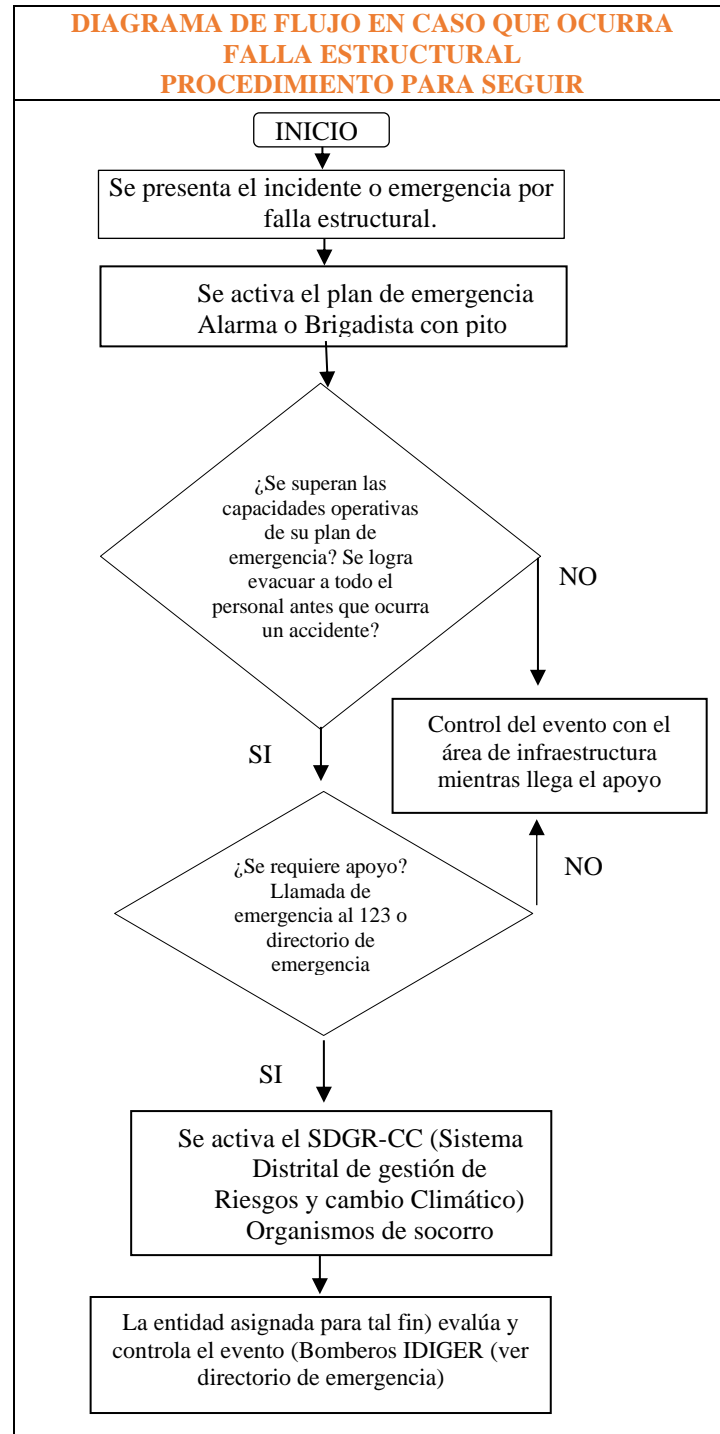 DIAGRAMA DE FLUJO EN CASO QUE OCURRA
FALLA ESTRUCTURAL
PROCEDIMIENTO PARA SEGUIR
INICIO
Se presenta el incidente o emergencia por
falla estructural.
Se activa el plan de emergencia
Alarma o Brigadista con pito
¿Se superan las
capacidades operativas
de su plan de
emergencia? Se logra
evacuar a todo el
personal antes que ocurra
un accidente?
NO
Control del evento con el
área de infraestructura
mientras llega el apoyo
SI
¿Se requiere apoyo?
Llamada de
emergencia al 123 o
directorio de
emergencia
NO
SI
Se activa el SDGR-CC (Sistema
Distrital de gestión de
Riesgos y cambio Climático)
Organismos de socorro
La entidad asignada para tal fin) evalúa y
controla el evento (Bomberos IDIGER (ver
directorio de emergencia)